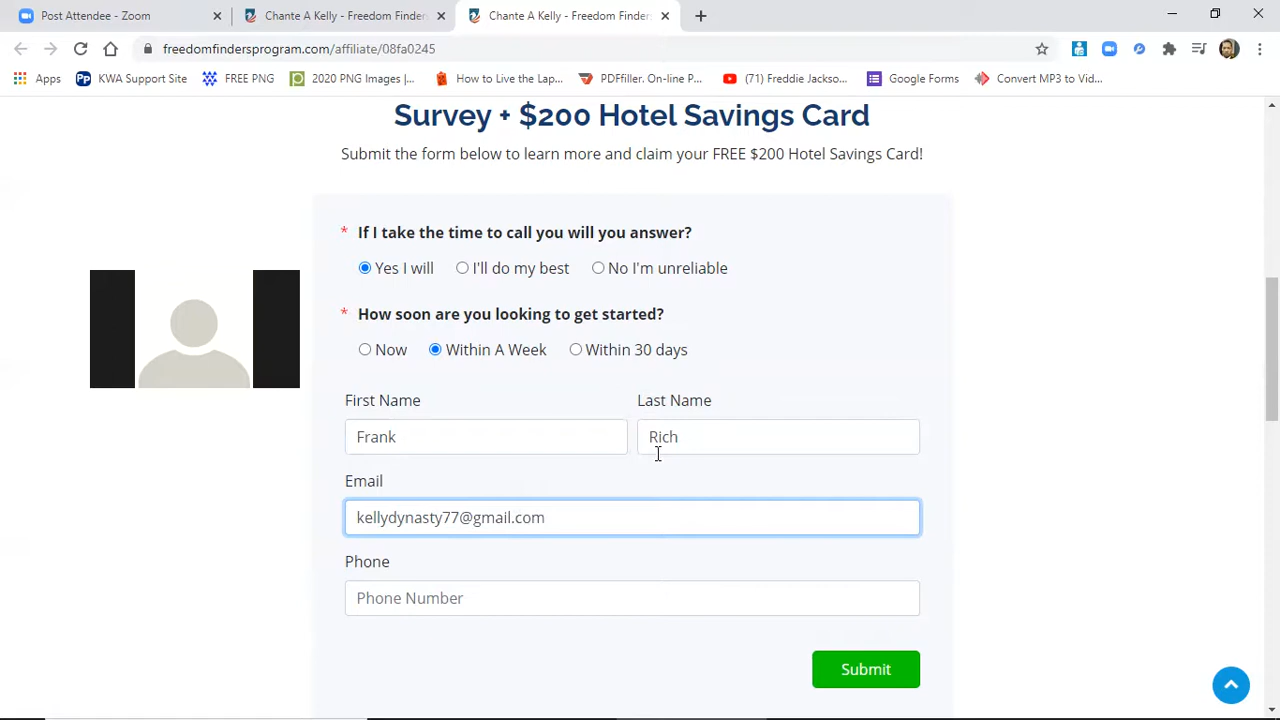 Post Attendee - Zoom
Chante A Kelly - Freedom Finder
Chante A Kelly - Freedom Finders
freedomfindersprogram.com/affiliate/08fa0245
Apps
KWA Support Site
FREE PNG
2020 PNG Images |...
How to Live the Lap...
PDFfiller. On-line P...
(71) Freddie Jackso...
Google Forms
Convert MP3 to Vid...
Survey + $200 Hotel Savings Card
Submit the form below to learn more and claim your FREE $200 Hotel Savings Card!
* If I take the time to call you will you answer?
Yes I will I'll do my best No I'm unreliable
* How soon are you looking to get started?
Now Within A Week Within 30 days
First Name Last Name
Frank Rich
Email
kellydynasty77@gmail.com
Phone
Phone Number
Submit